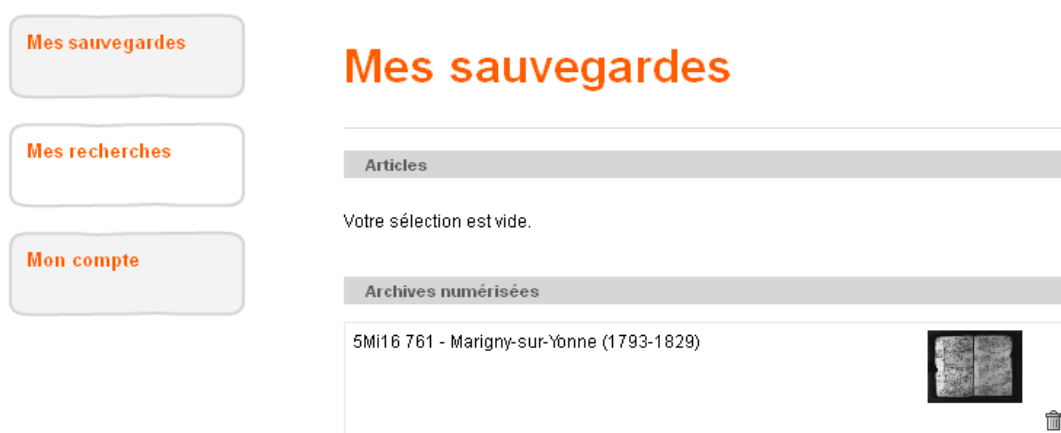 Mes sauvegardes
Mes recherches
Mon compte
Mes sauvegardes
Articles
Votre sélection est vide.
Archives numérisées
5Mi16 761 - Marigny-sur-Yonne (1793-1829)